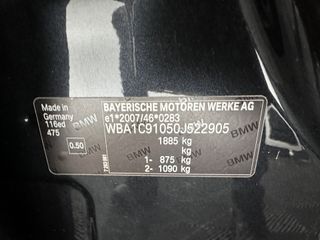 Made in
Germany
116ed
475
0.50
BAYERISCHE MOTOREN WERKE AG
e1*2007/46*0283
WBA1C91050J522905
1885 kg
kg
1- 875 kg
2- 1090 kg
BMW
BMW
BMW